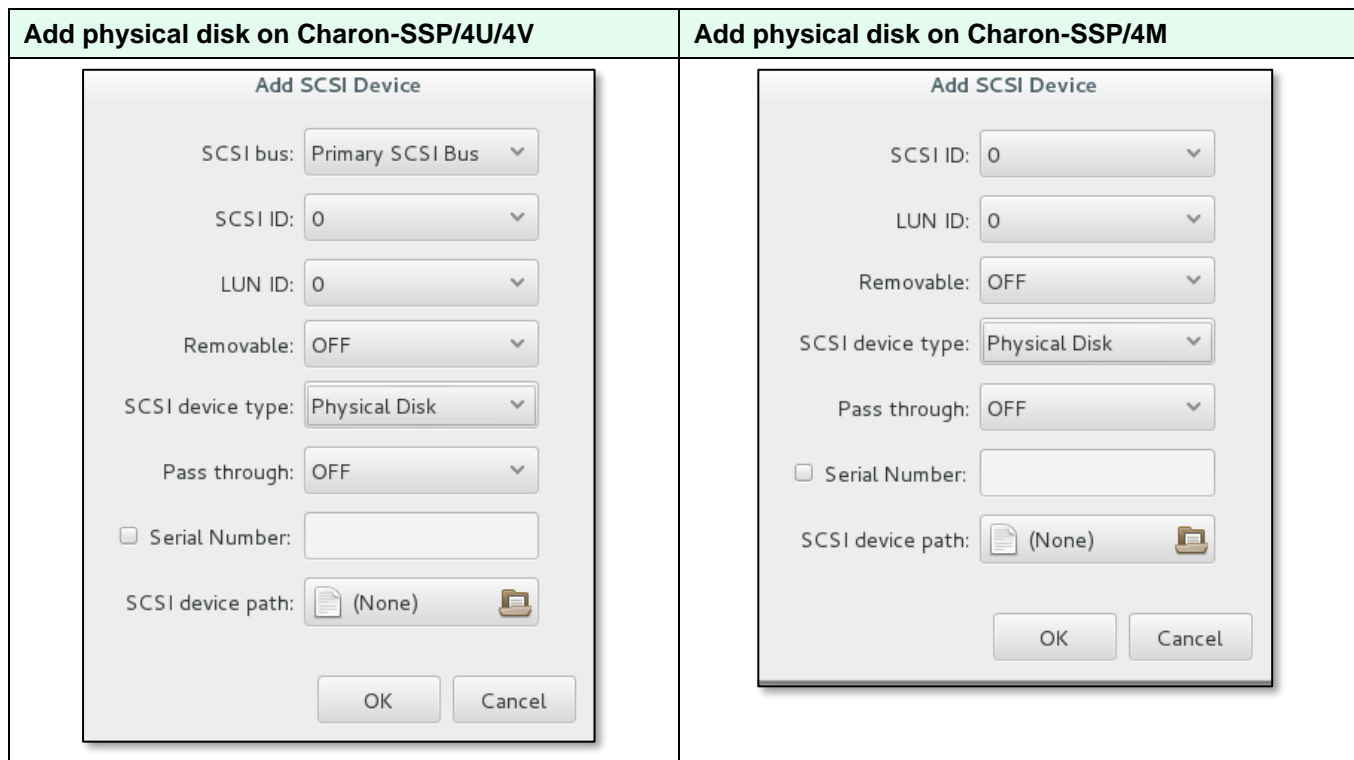 Add physical disk on Charon-SSP/4U/4V
Add SCSI Device
SCSI bus: Primary SCSI Bus
SCSI ID: 0
LUN ID: 0
Removable: OFF
SCSI device type: Physical Disk
Pass through: OFF
Serial Number:
SCSI device path: (None)
OK Cancel
Add physical disk on Charon-SSP/4M
Add SCSI Device
SCSI ID: 0
LUN ID: 0
Removable: OFF
SCSI device type: Physical Disk
Pass through: OFF
Serial Number:
SCSI device path: (None)
OK Cancel